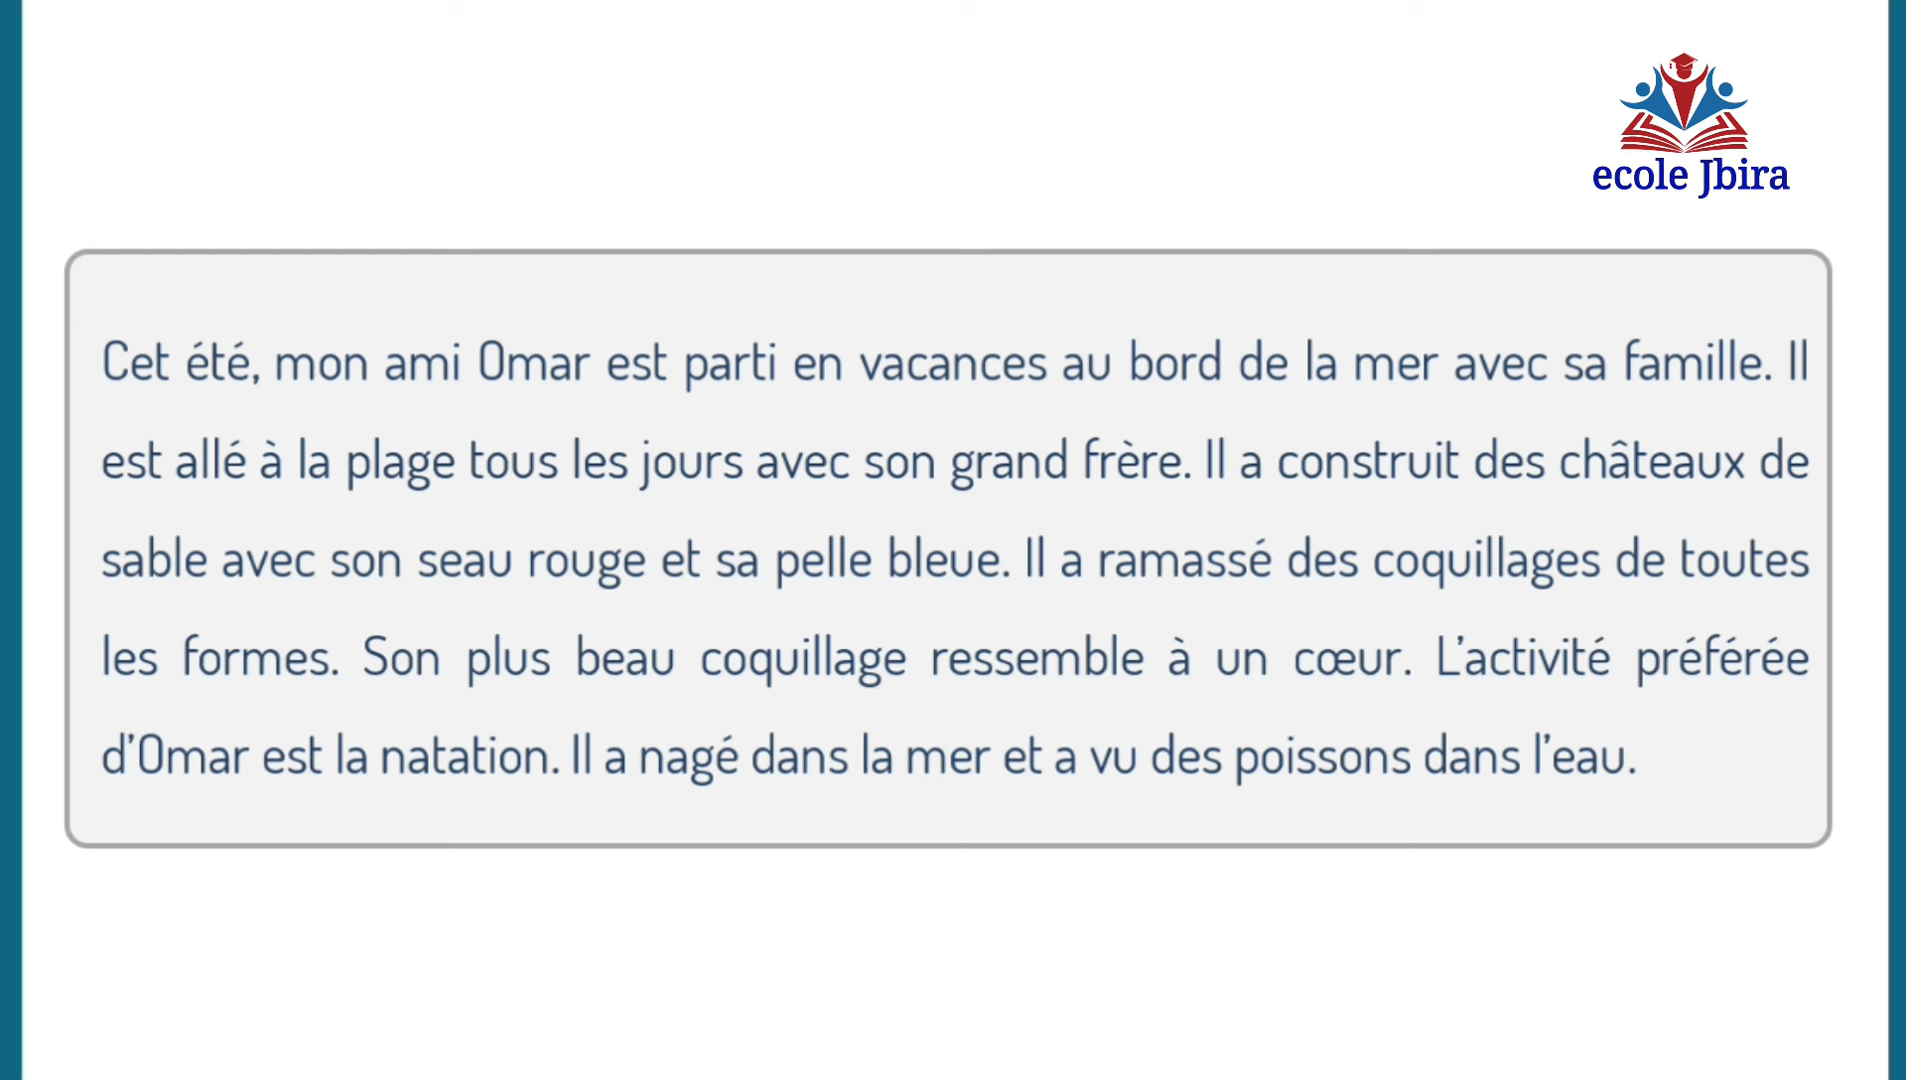 ecole Jbira
Cet été, mon ami Omar est parti en vacances au bord de la mer avec sa famille. Il
est allé à la plage tous les jours avec son grand frère. Il a construit des châteaux de
sable avec son seau rouge et sa pelle bleue. Il a ramassé des coquillages de toutes
les formes. Son plus beau coquillage ressemble à un cœur. L’activité préférée
d’Omar est la natation. Il a nagé dans la mer et a vu des poissons dans l’eau.